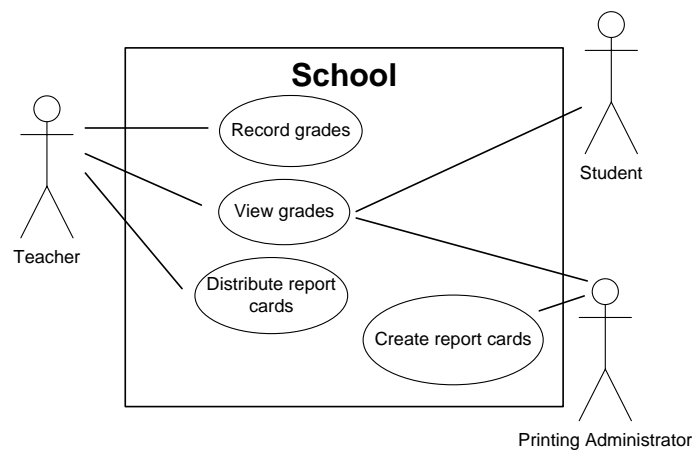 School
Record grades
View grades
Distribute report
cards
Create report cards
Teacher
Student
Printing Administrator